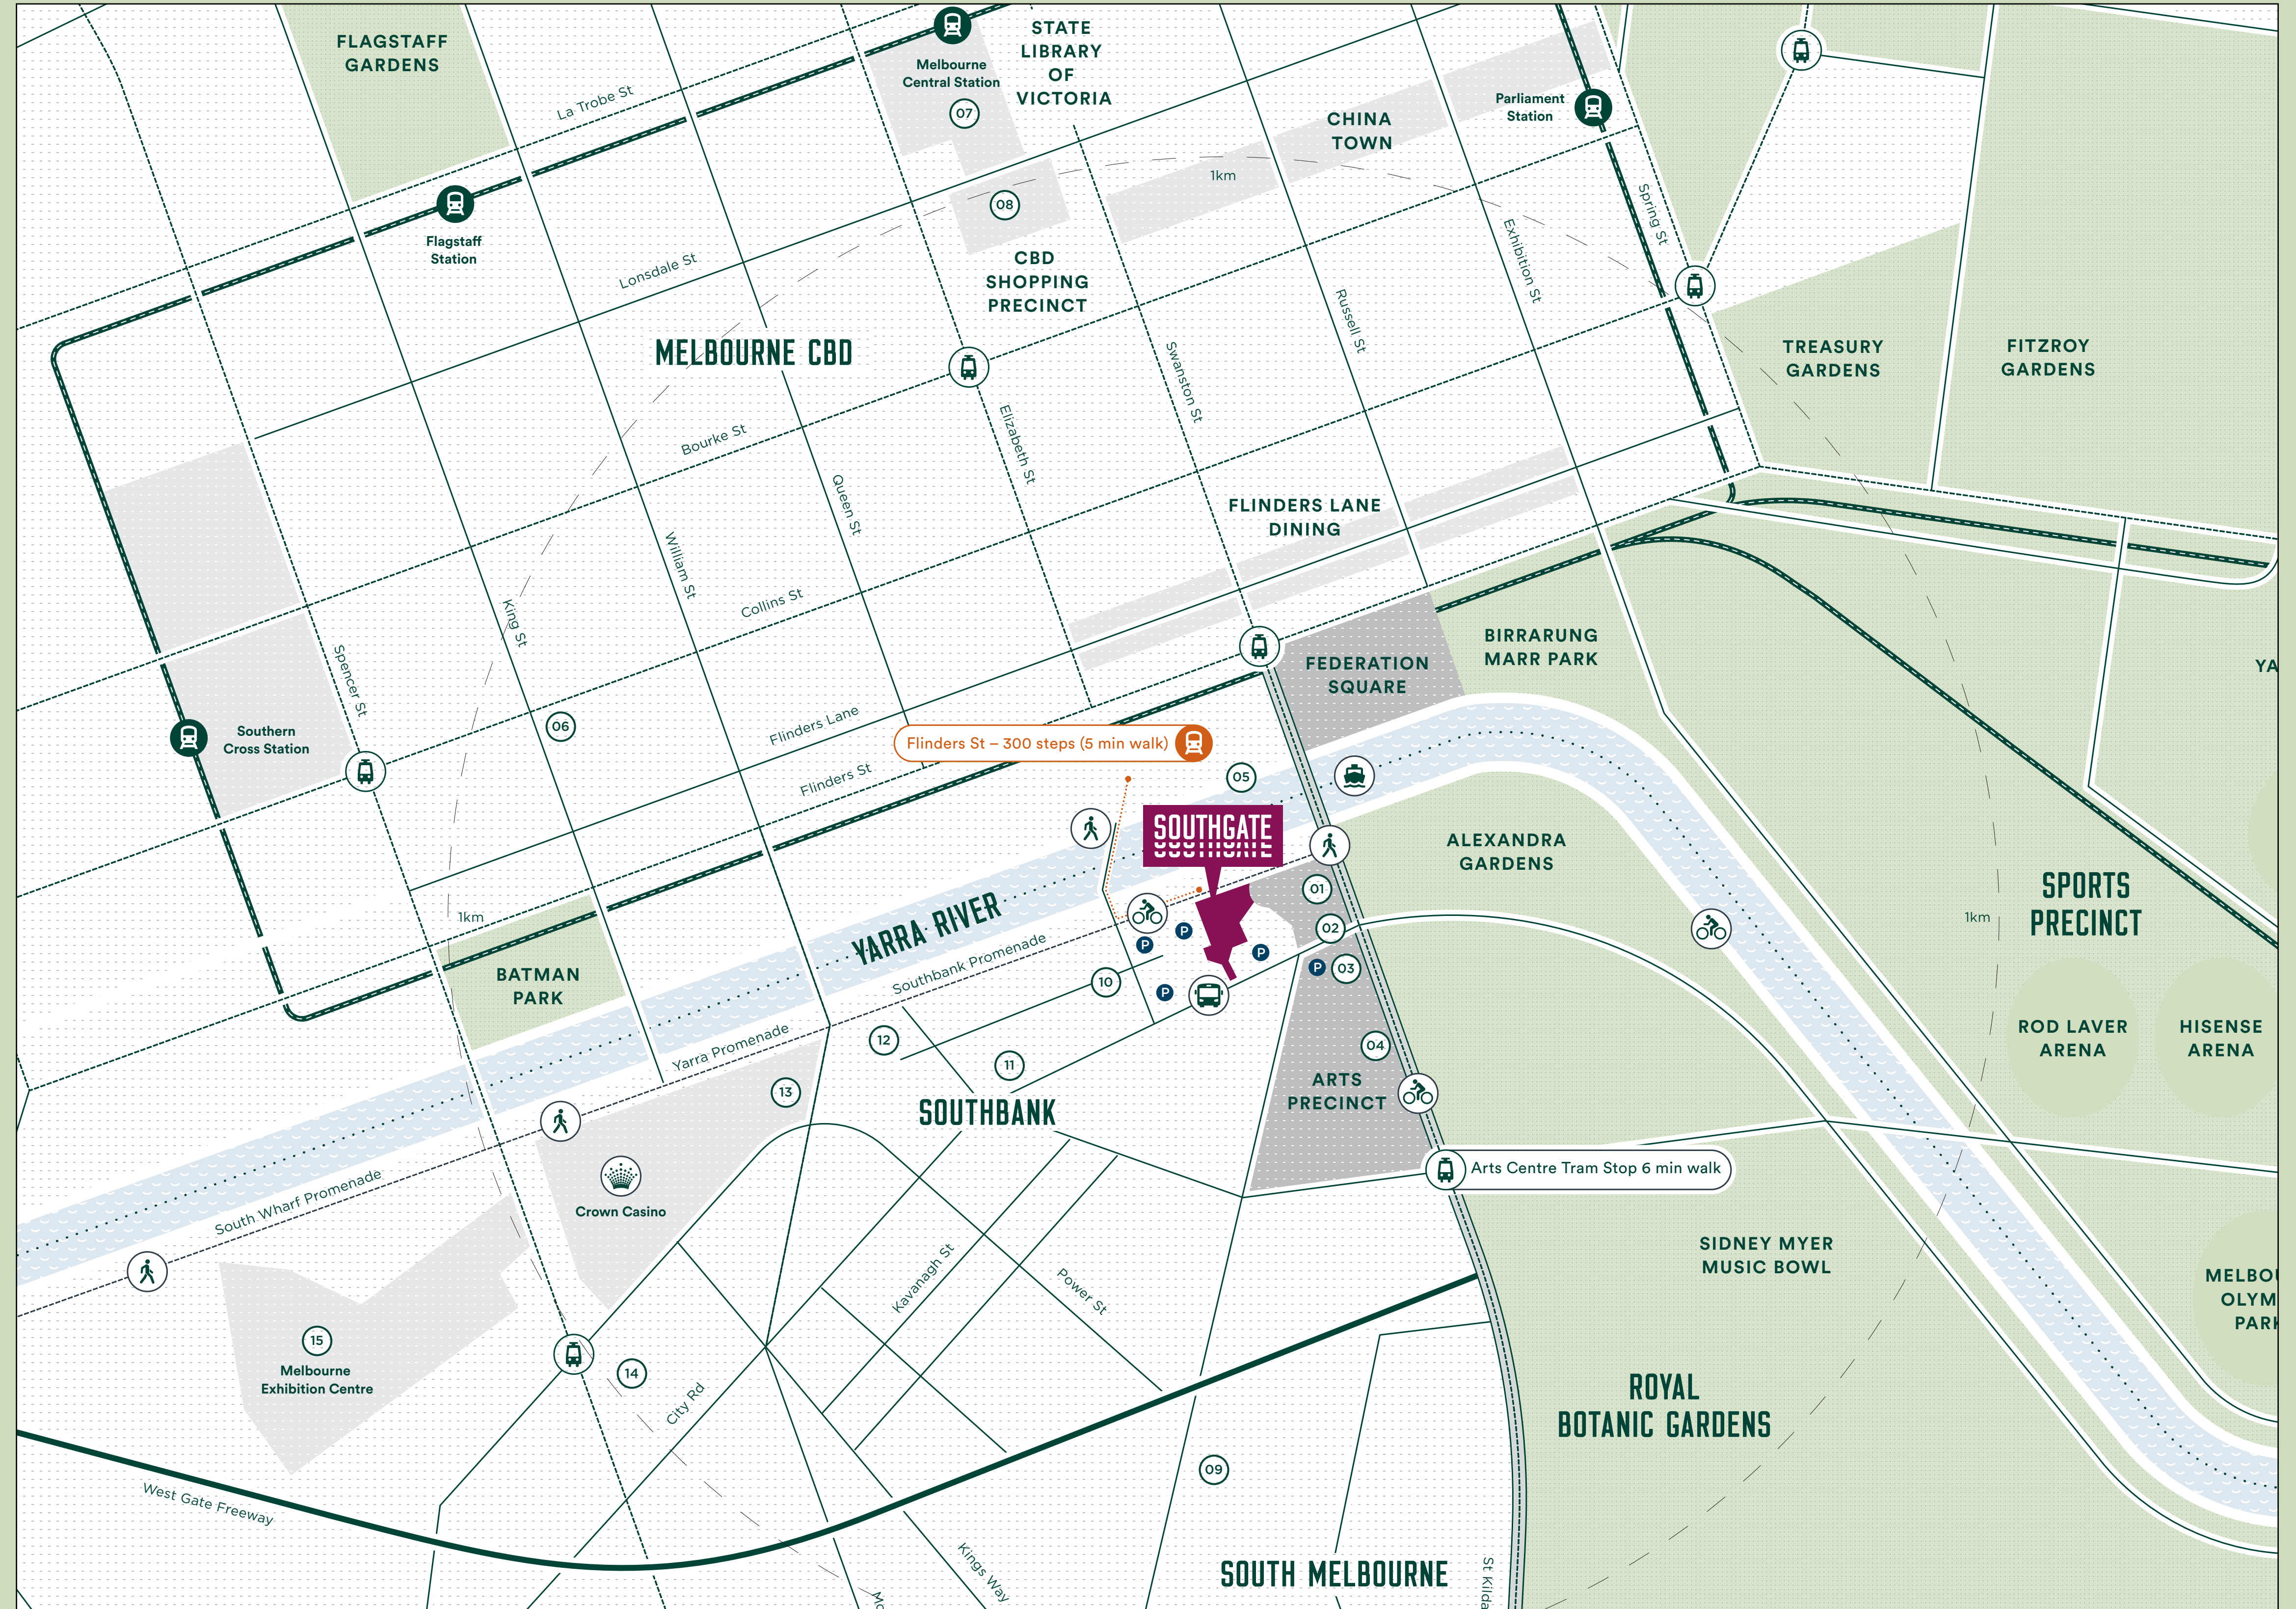 FLAGSTAFF
GARDENS
La Trobe St
Melbourne
Central Station
07
STATE
LIBRARY
OF
VICTORIA
CHINA
TOWN
Parliament
Station
1km
08
Flagstaff
Station
Lonsdale St
CBD
SHOPPING
PRECINCT
Spring St
Exhibition St
Russell St
MELBOURNE CBD
TREASURY
GARDENS
FITZROY
GARDENS
Swanston St
Bourke St
Elizabeth St
Queen St
FLINDERS LANE
DINING
William St
Collins St
King St
Spencer St
FEDERATION
SQUARE
BIRRARUNG
MARR PARK
YA
Southern
Cross Station
06
Flinders Lane
Flinders St – 300 steps (5 min walk)
Flinders St
05
SOUTHGATE
ALEXANDRA
GARDENS
SPORTS
PRECINCT
1km
1km
01
02
03
P
P
P
P
P
YARRA RIVER
Southbank Promenade
BATMAN
PARK
10
ROD LAVER
ARENA
HISENSE
ARENA
Yarra Promenade
12
11
04
13
ARTS
PRECINCT
SOUTHBANK
Arts Centre Tram Stop 6 min walk
South Wharf Promenade
Crown Casino
SIDNEY MYER
MUSIC BOWL
MELBOU
OLYM
PARK
Kavanagh St
Power St
15
Melbourne
Exhibition Centre
14
City Rd
ROYAL
BOTANIC GARDENS
09
West Gate Freeway
Kings Way
SOUTH MELBOURNE
St Kilda
Mo